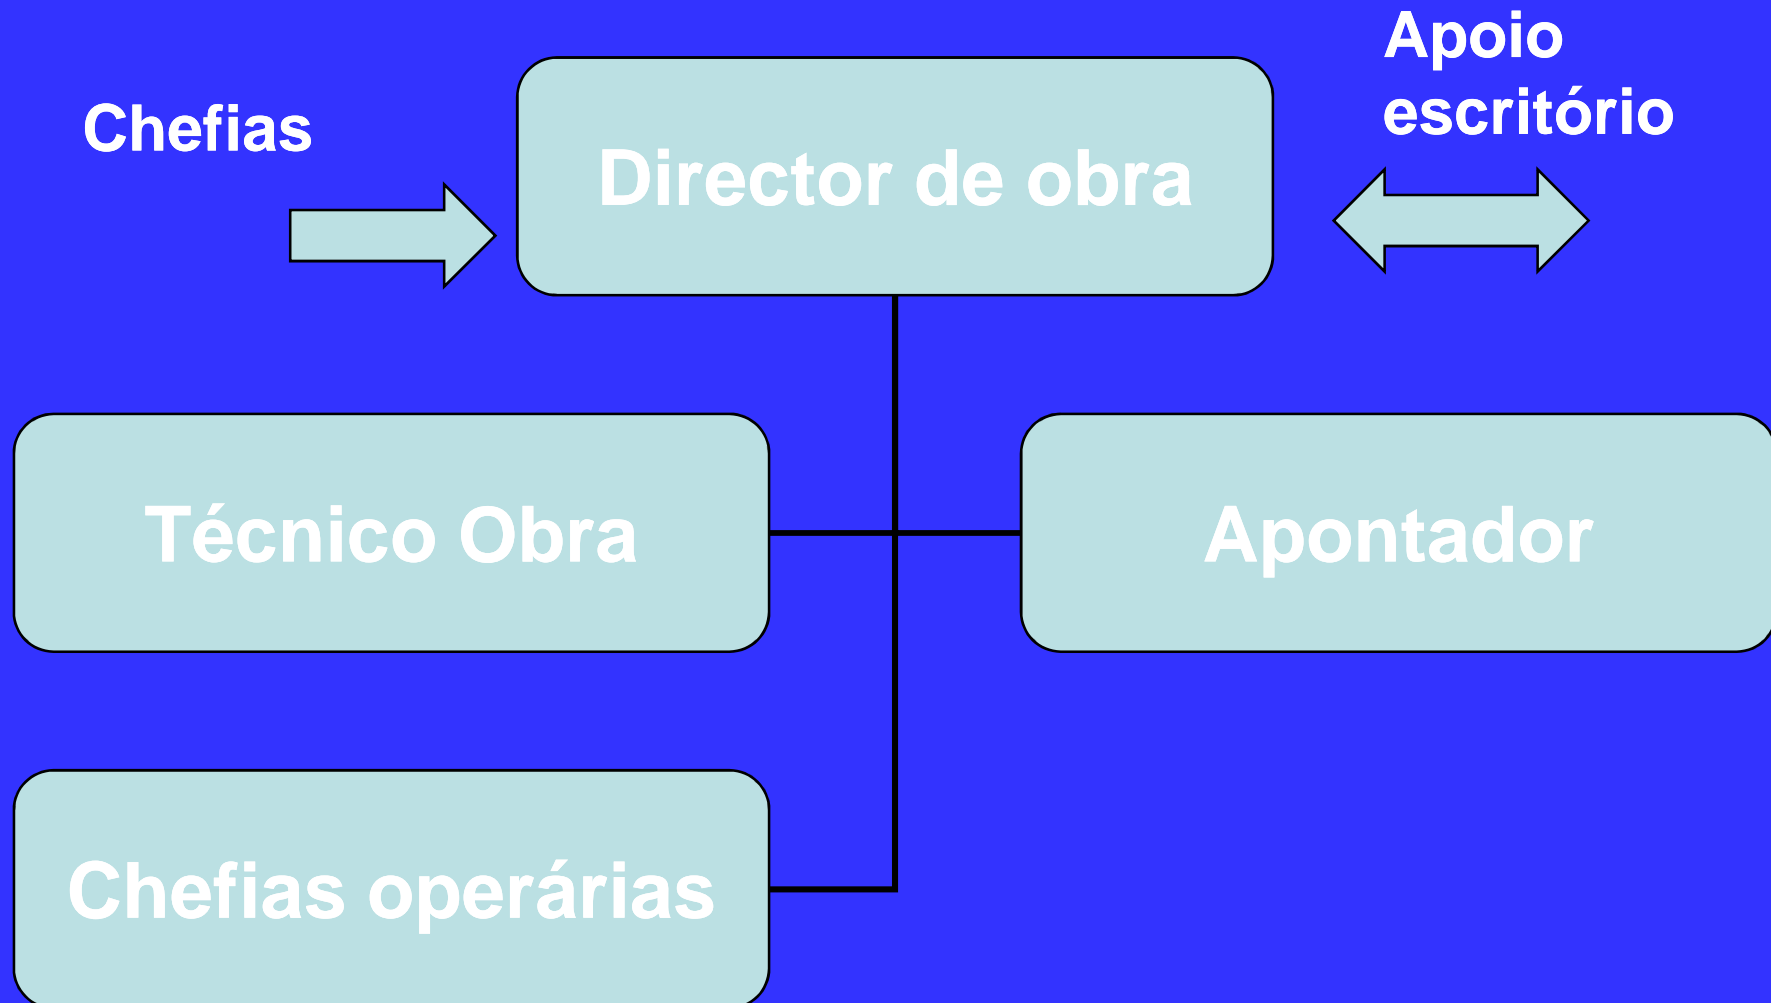 Chefias
Director de obra
Apoio
escritório
Técnico Obra
Apontador
Chefias operárias